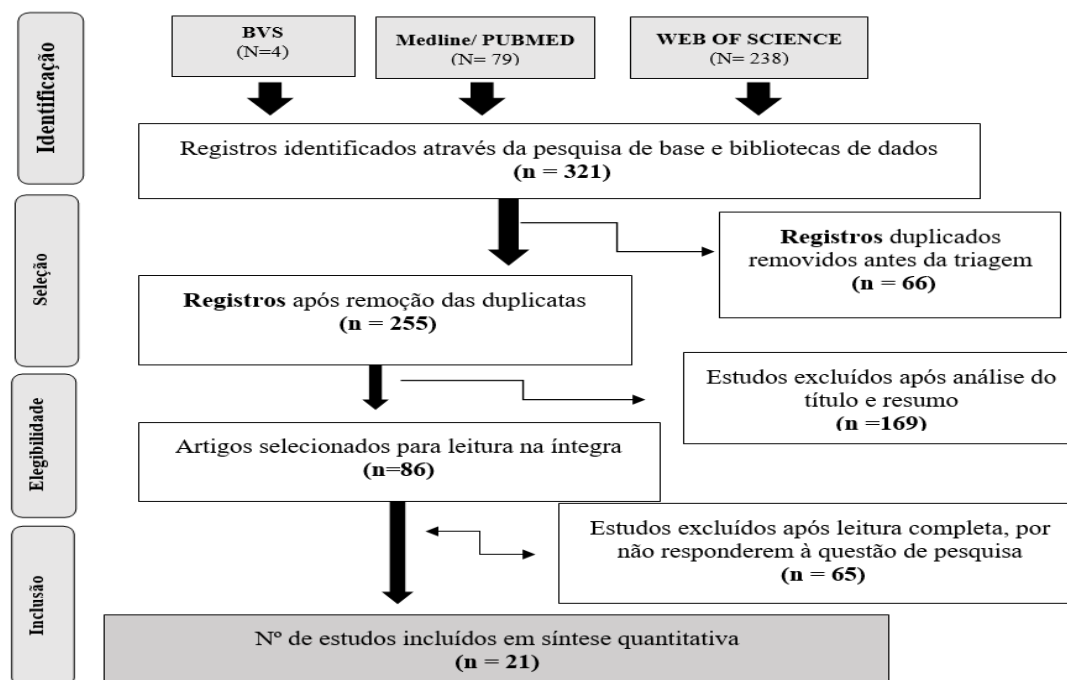 Identificação
BVS
(N=4)
Medline/ PUBMED
(N= 79)
WEB OF SCIENCE
(N= 238)
Registros identificados através da pesquisa de base e bibliotecas de dados
(n = 321)
Seleção
Registros duplicados
removidos antes da triagem
(n = 66)
Registros após remoção das duplicatas
(n = 255)
Elegibilidade
Estudos excluídos após análise do
título e resumo
(n =169)
Artigos selecionados para leitura na íntegra
(n=86)
Inclusão
Estudos excluídos após leitura completa, por
não responderem à questão de pesquisa
(n = 65)
Nº de estudos incluídos em síntese quantitativa
(n = 21)